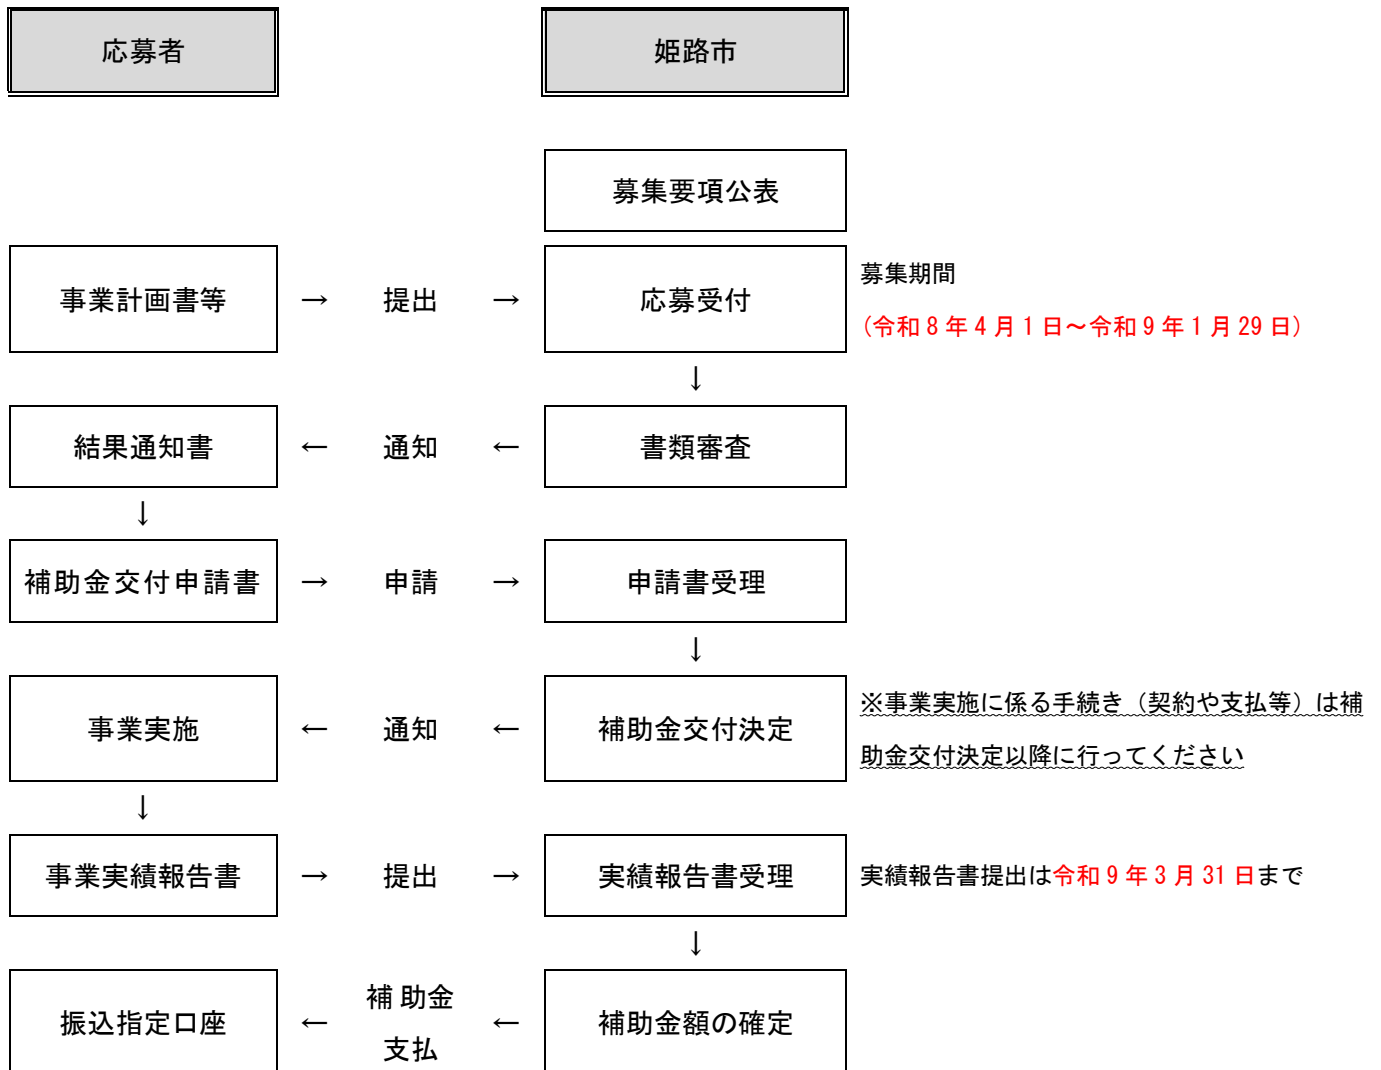 応募者
姫路市
募集要項公表
事業計画書等 → 提出 → 応募受付
募集期間
(令和8年4月1日～令和9年1月29日)
↓
結果通知書 ← 通知 ← 書類審査
↓
補助金交付申請書 → 申請 → 申請書受理
↓
事業実施 ← 通知 ← 補助金交付決定
※事業実施に係る手続き（契約や支払等）は補
助金交付決定以降に行ってください
↓
事業実績報告書 → 提出 → 実績報告書受理
実績報告書提出は令和9年3月31日まで
↓
振込指定口座 ← 補助金 ← 補助金額の確定
支払